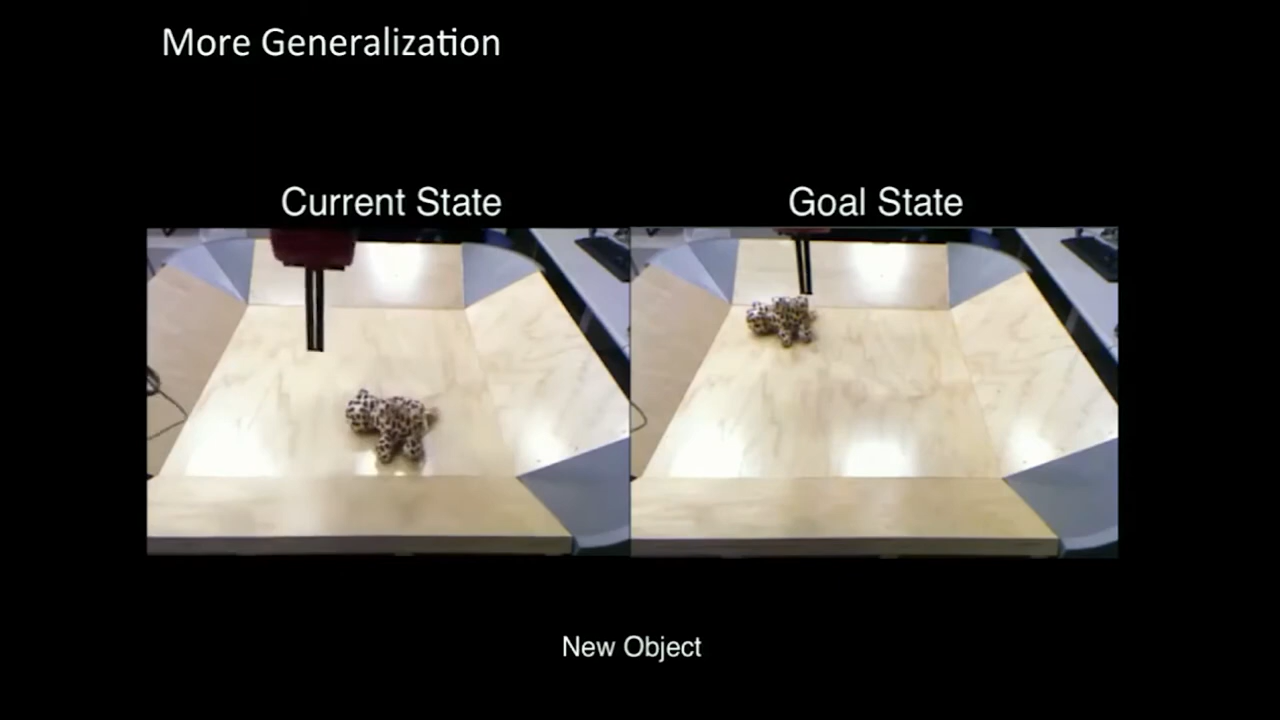 More Generalization
Current State
Goal State
New Object